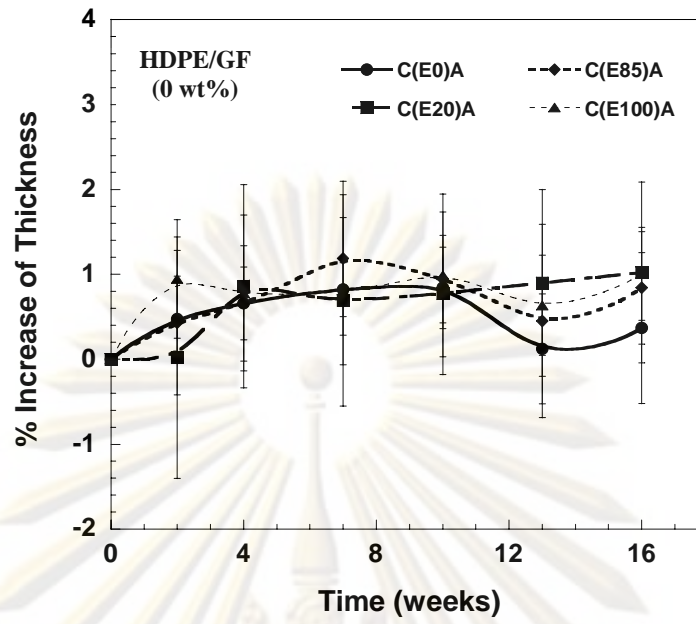 4
3
2
1
0
-1
-2
% Increase of Thickness
HDPE/GF
(0 wt%)
C(E0)A
C(E85)A
C(E20)A
C(E100)A
0 4 8 12 16
Time (weeks)